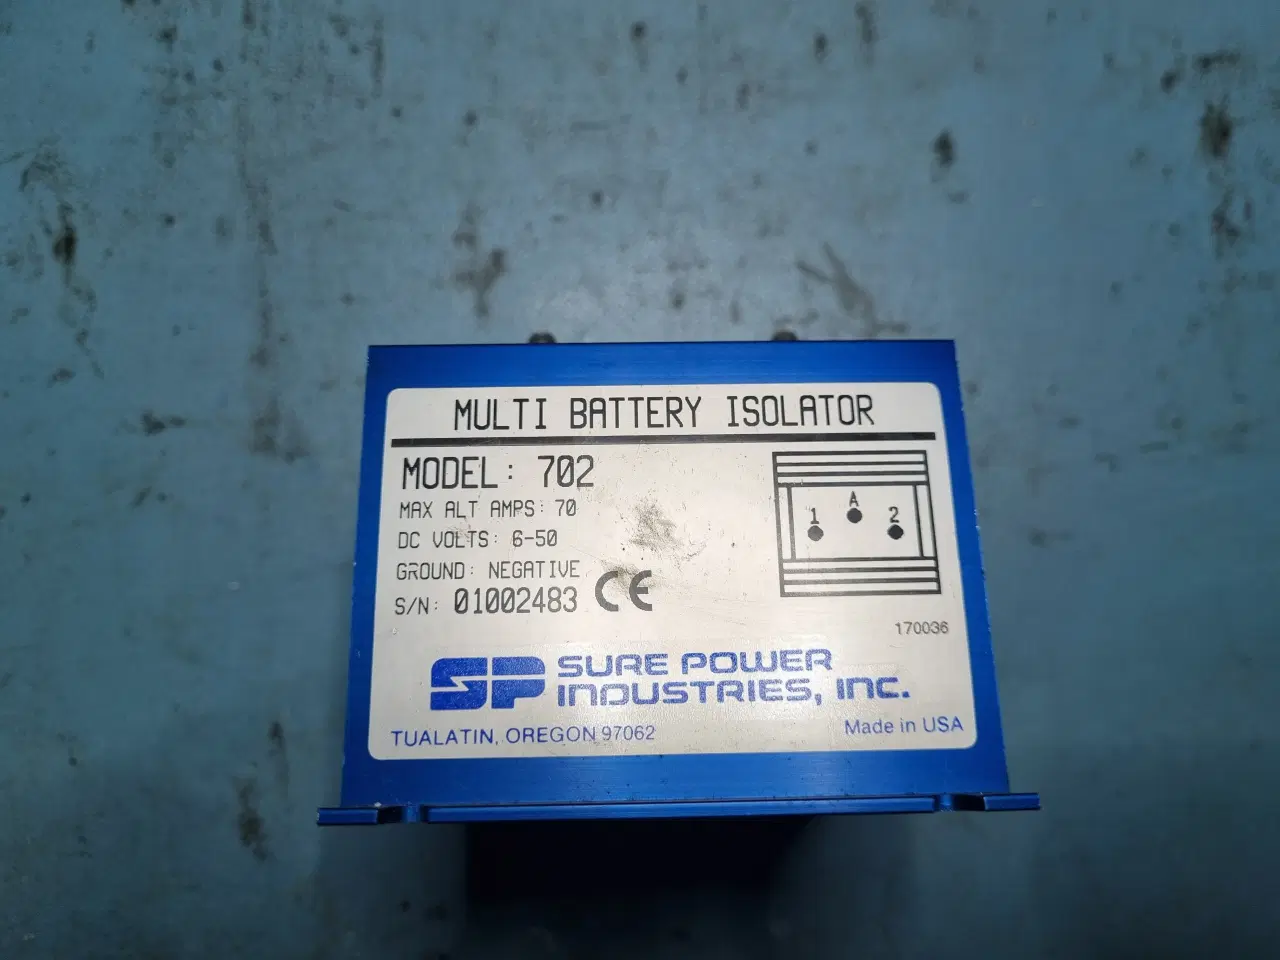 MULTI BATTERY ISOLATOR
MODEL: 702
MAX ALT AMPS: 70
DC VOLTS: 6-50
GROUND: NEGATIVE
S/N: 01002483 CE
A
1 2
170036
SP SURE POWER
INDUSTRIES, INC.
TUALATIN, OREGON 97062 Made in USA